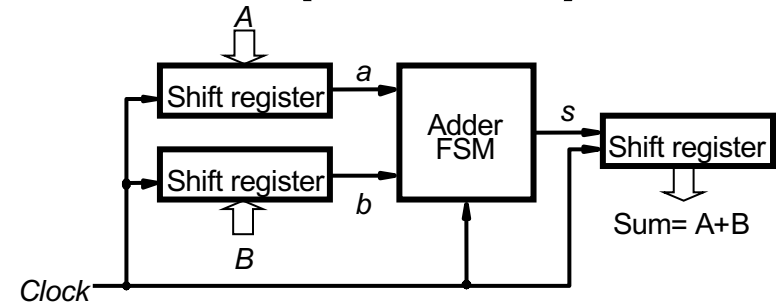 A
Shift register
a
Adder
FSM
s
Shift register
Shift register
b
Sum= A+B
B
Clock